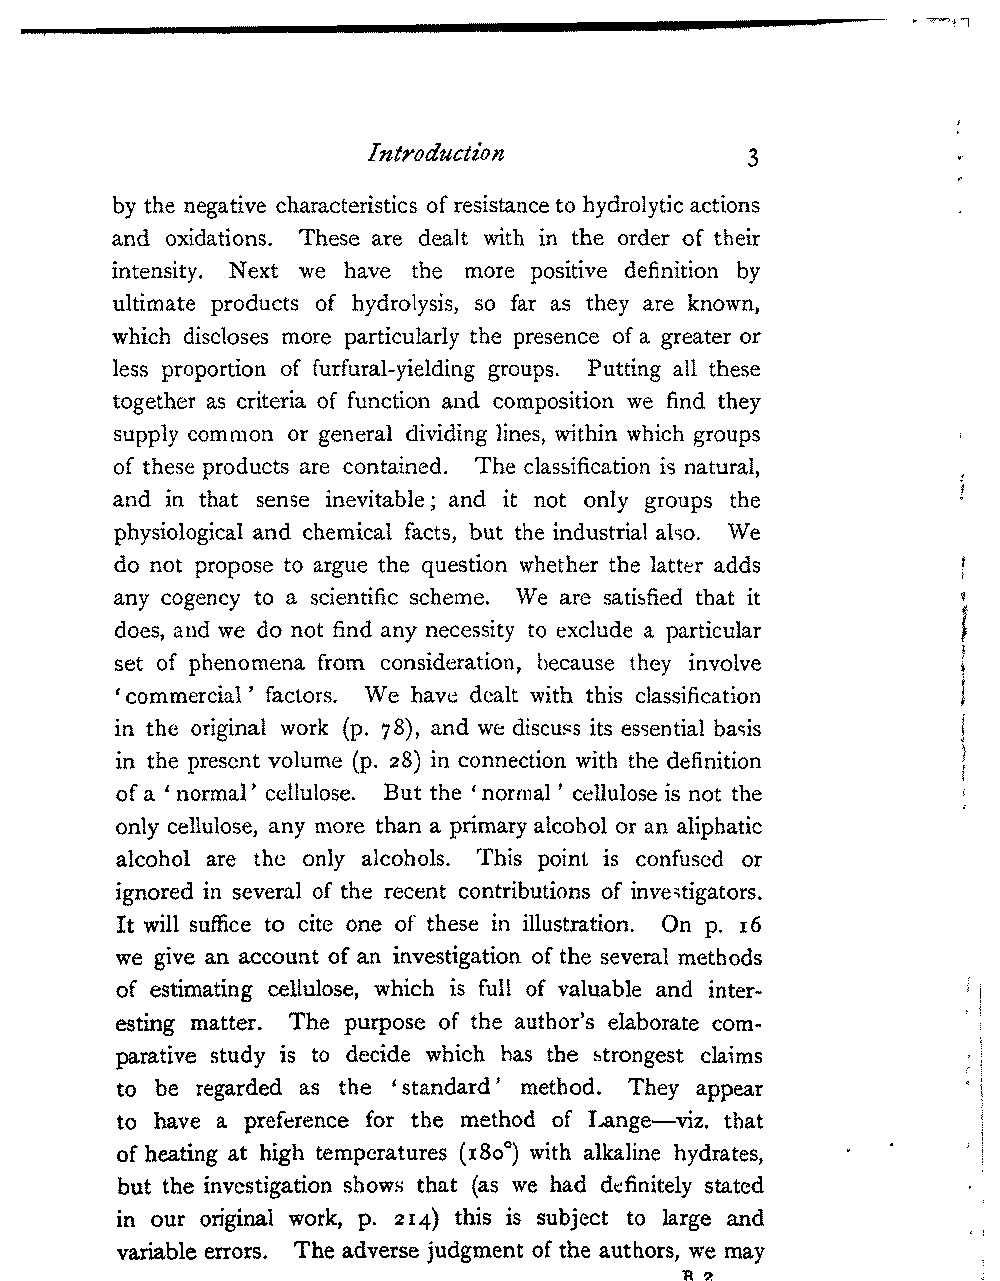 Introduction 3
by the negative characteristics of resistance to hydrolytic actions
and oxidations. These are dealt with in the order of their
intensity. Next we have the more positive definition by
ultimate products of hydrolysis, so far as they are known,
which discloses more particularly the presence of a greater or
less proportion of furfural-yielding groups. Putting all these
together as criteria of function and composition we find they
supply common or general dividing lines, within which groups
of these products are contained. The classification is natural,
and in that sense inevitable; and it not only groups the
physiological and chemical facts, but the industrial also. We
do not propose to argue the question whether the latter adds
any cogency to a scientific scheme. We are satisfied that it
does, and we do not find any necessity to exclude a particular
set of phenomena from consideration, because they involve
‘commercial’ factors. We have dealt with this classification
in the original work (p. 78), and we discuss its essential basis
in the present volume (p. 28) in connection with the definition
of a ‘normal’ cellulose. But the ‘normal’ cellulose is not the
only cellulose, any more than a primary alcohol or an aliphatic
alcohol are the only alcohols. This point is confused or
ignored in several of the recent contributions of investigators.
It will suffice to cite one of these in illustration. On p. 16
we give an account of an investigation of the several methods
of estimating cellulose, which is full of valuable and inter-
esting matter. The purpose of the author's elaborate com-
parative study is to decide which has the strongest claims
to be regarded as the ‘standard’ method. They appear
to have a preference for the method of Lange—viz. that
of heating at high temperatures (180°) with alkaline hydrates,
but the investigation shows that (as we had definitely stated
in our original work, p. 214) this is subject to large and
variable errors. The adverse judgment of the authors, we may
B 2